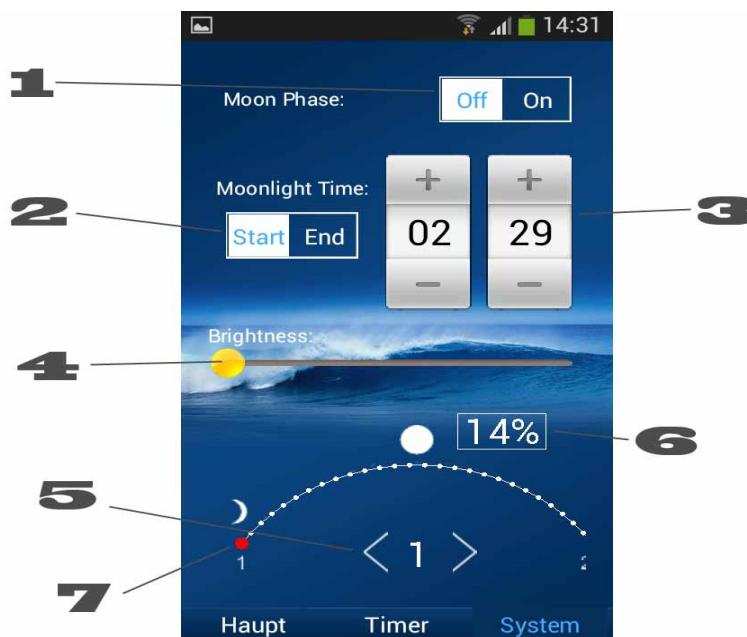 14:31
1
Moon Phase:
Off On
Moonlight Time:
+ +
2
Start End
02 29
3
− −
Brightness:
4
14%
6
5
< 1 >
1
7
Haupt Timer System